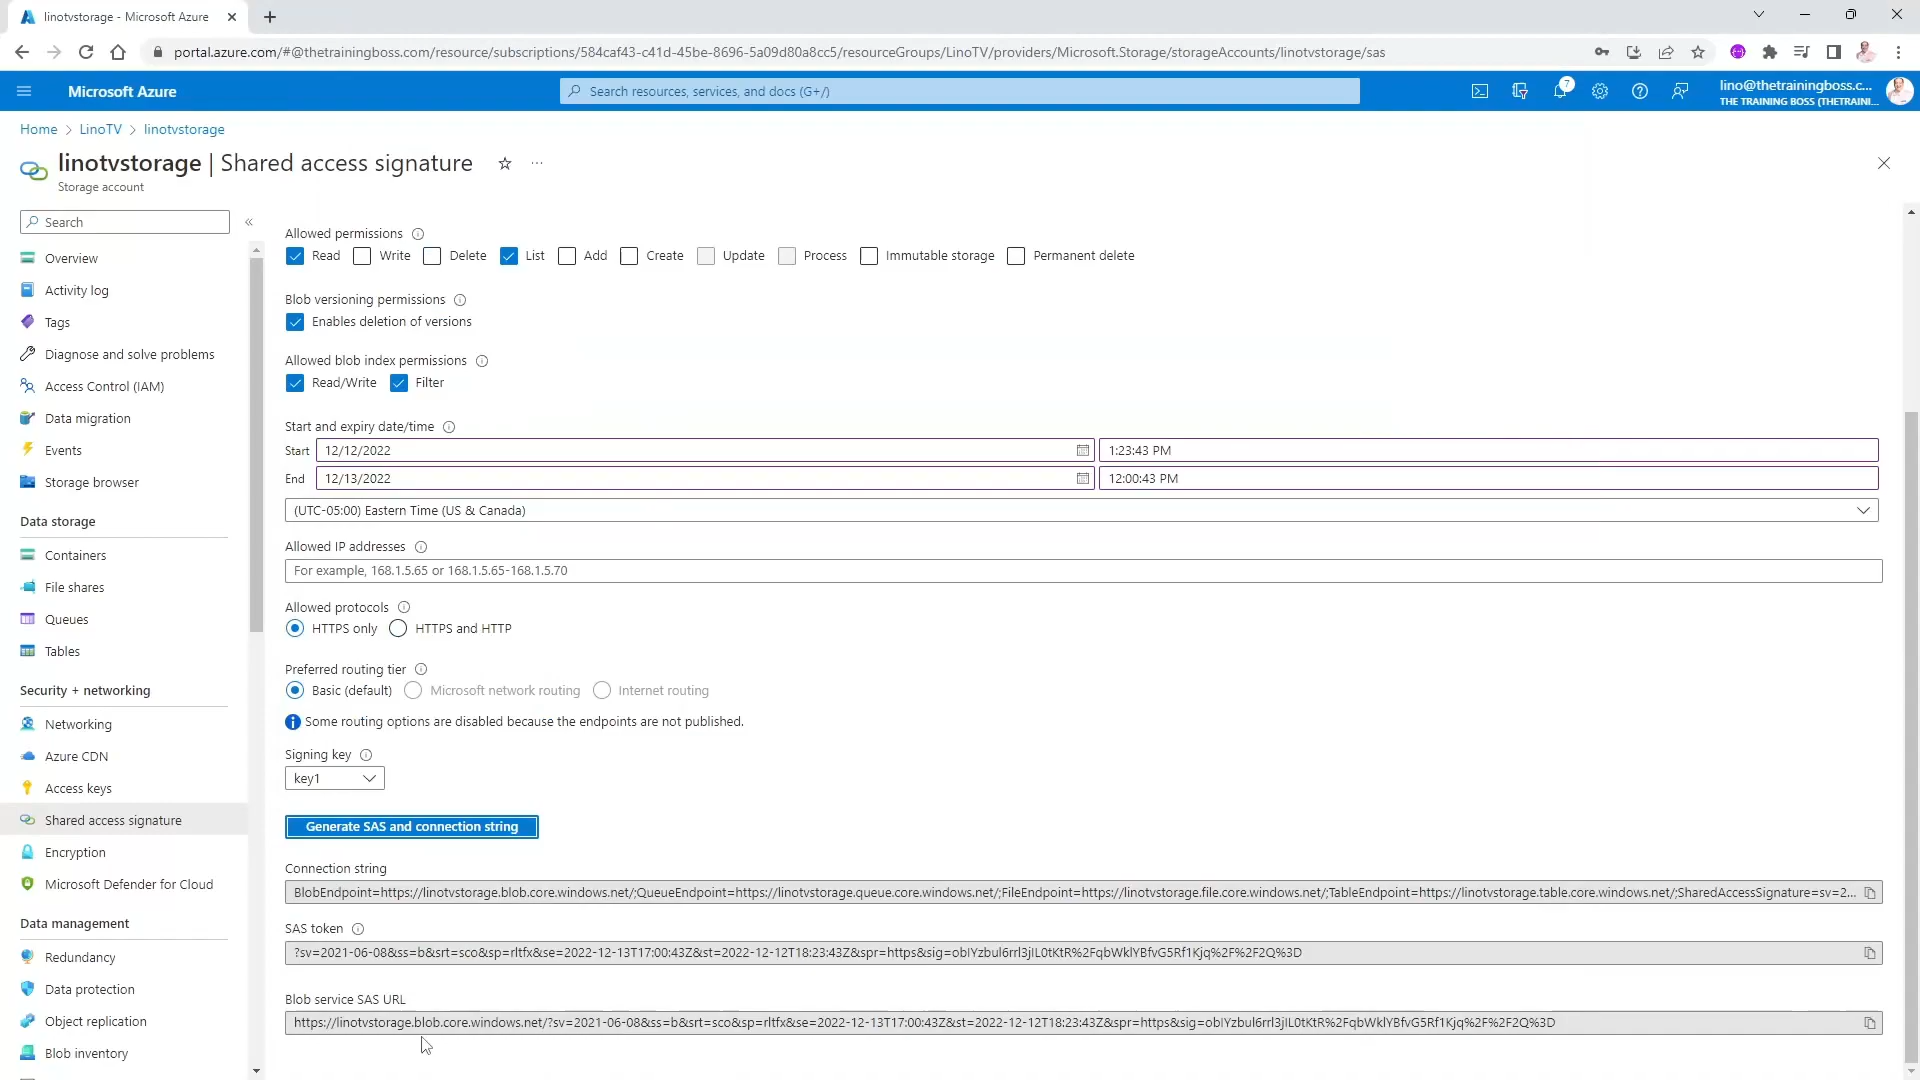 linotvstorage - Microsoft Azure
portal.azure.com/#@thetrainingboss.com/resource/subscriptions/584caf43-c41d-45be-8696-5a09d80a8cc5/resourceGroups/LinoTV/providers/Microsoft.Storage/storageAccounts/linotvstorage/sas
Microsoft Azure
Search resources, services, and docs (G+/)
7
lino@thetrainingboss.c...
THE TRAINING BOSS (THETRAINI...
Home > LinoTV > linotvstorage
linotvstorage | Shared access signature
Storage account
Search
Overview
Activity log
Tags
Diagnose and solve problems
Access Control (IAM)
Data migration
Events
Storage browser
Data storage
Containers
File shares
Queues
Tables
Security + networking
Networking
Azure CDN
Access keys
Shared access signature
Encryption
Microsoft Defender for Cloud
Data management
Redundancy
Data protection
Object replication
Blob inventory
Allowed permissions
Read Write Delete List Add Create Update Process Immutable storage Permanent delete
Blob versioning permissions
Enables deletion of versions
Allowed blob index permissions
Read/Write Filter
Start and expiry date/time
Start 12/12/2022 1:23:43 PM
End 12/13/2022 12:00:43 PM
(UTC-05:00) Eastern Time (US & Canada)
Allowed IP addresses
For example, 168.1.5.65 or 168.1.5.65-168.1.5.70
Allowed protocols
HTTPS only HTTPS and HTTP
Preferred routing tier
Basic (default) Microsoft network routing Internet routing
Some routing options are disabled because the endpoints are not published.
Signing key
key1
Generate SAS and connection string
Connection string
BlobEndpoint=https://linotvstorage.blob.core.windows.net/;QueueEndpoint=https://linotvstorage.queue.core.windows.net/;FileEndpoint=https://linotvstorage.file.core.windows.net/;TableEndpoint=https://linotvstorage.table.core.windows.net/;SharedAccessSignature=sv=2...
SAS token
?sv=2021-06-08&ss=b&srt=sco&sp=rltfx&se=2022-12-13T17:00:43Z&st=2022-12-12T18:23:43Z&spr=https&sig=obIYzbul6rrl3jIL0tKtR%2FqbWklYBfvG5Rf1Kjq%2F%2F2Q%3D
Blob service SAS URL
https://linotvstorage.blob.core.windows.net/?sv=2021-06-08&ss=b&srt=sco&sp=rltfx&se=2022-12-13T17:00:43Z&st=2022-12-12T18:23:43Z&spr=https&sig=obIYzbul6rrl3jIL0tKtR%2FqbWklYBfvG5Rf1Kjq%2F%2F2Q%3D